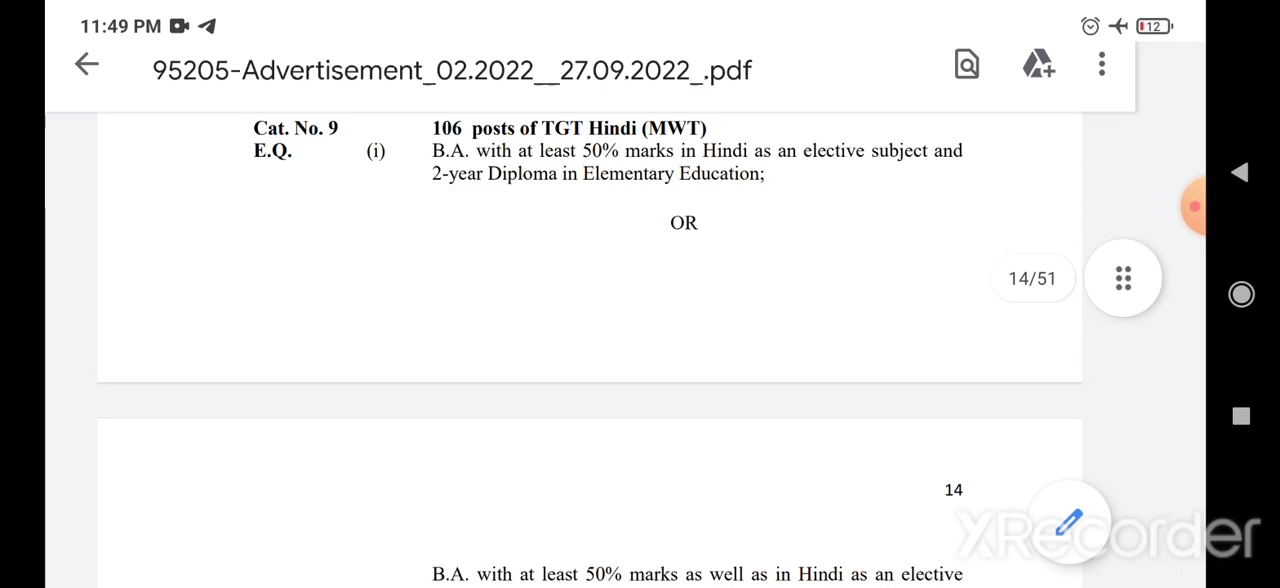 11:49 PM
12
95205-Advertisement_02.2022__27.09.2022_.pdf
Cat. No. 9 106 posts of TGT Hindi (MWT)
E.Q. (i) B.A. with at least 50% marks in Hindi as an elective subject and
2-year Diploma in Elementary Education;
OR
14/51
14
XRecorder
B.A. with at least 50% marks as well as in Hindi as an elective